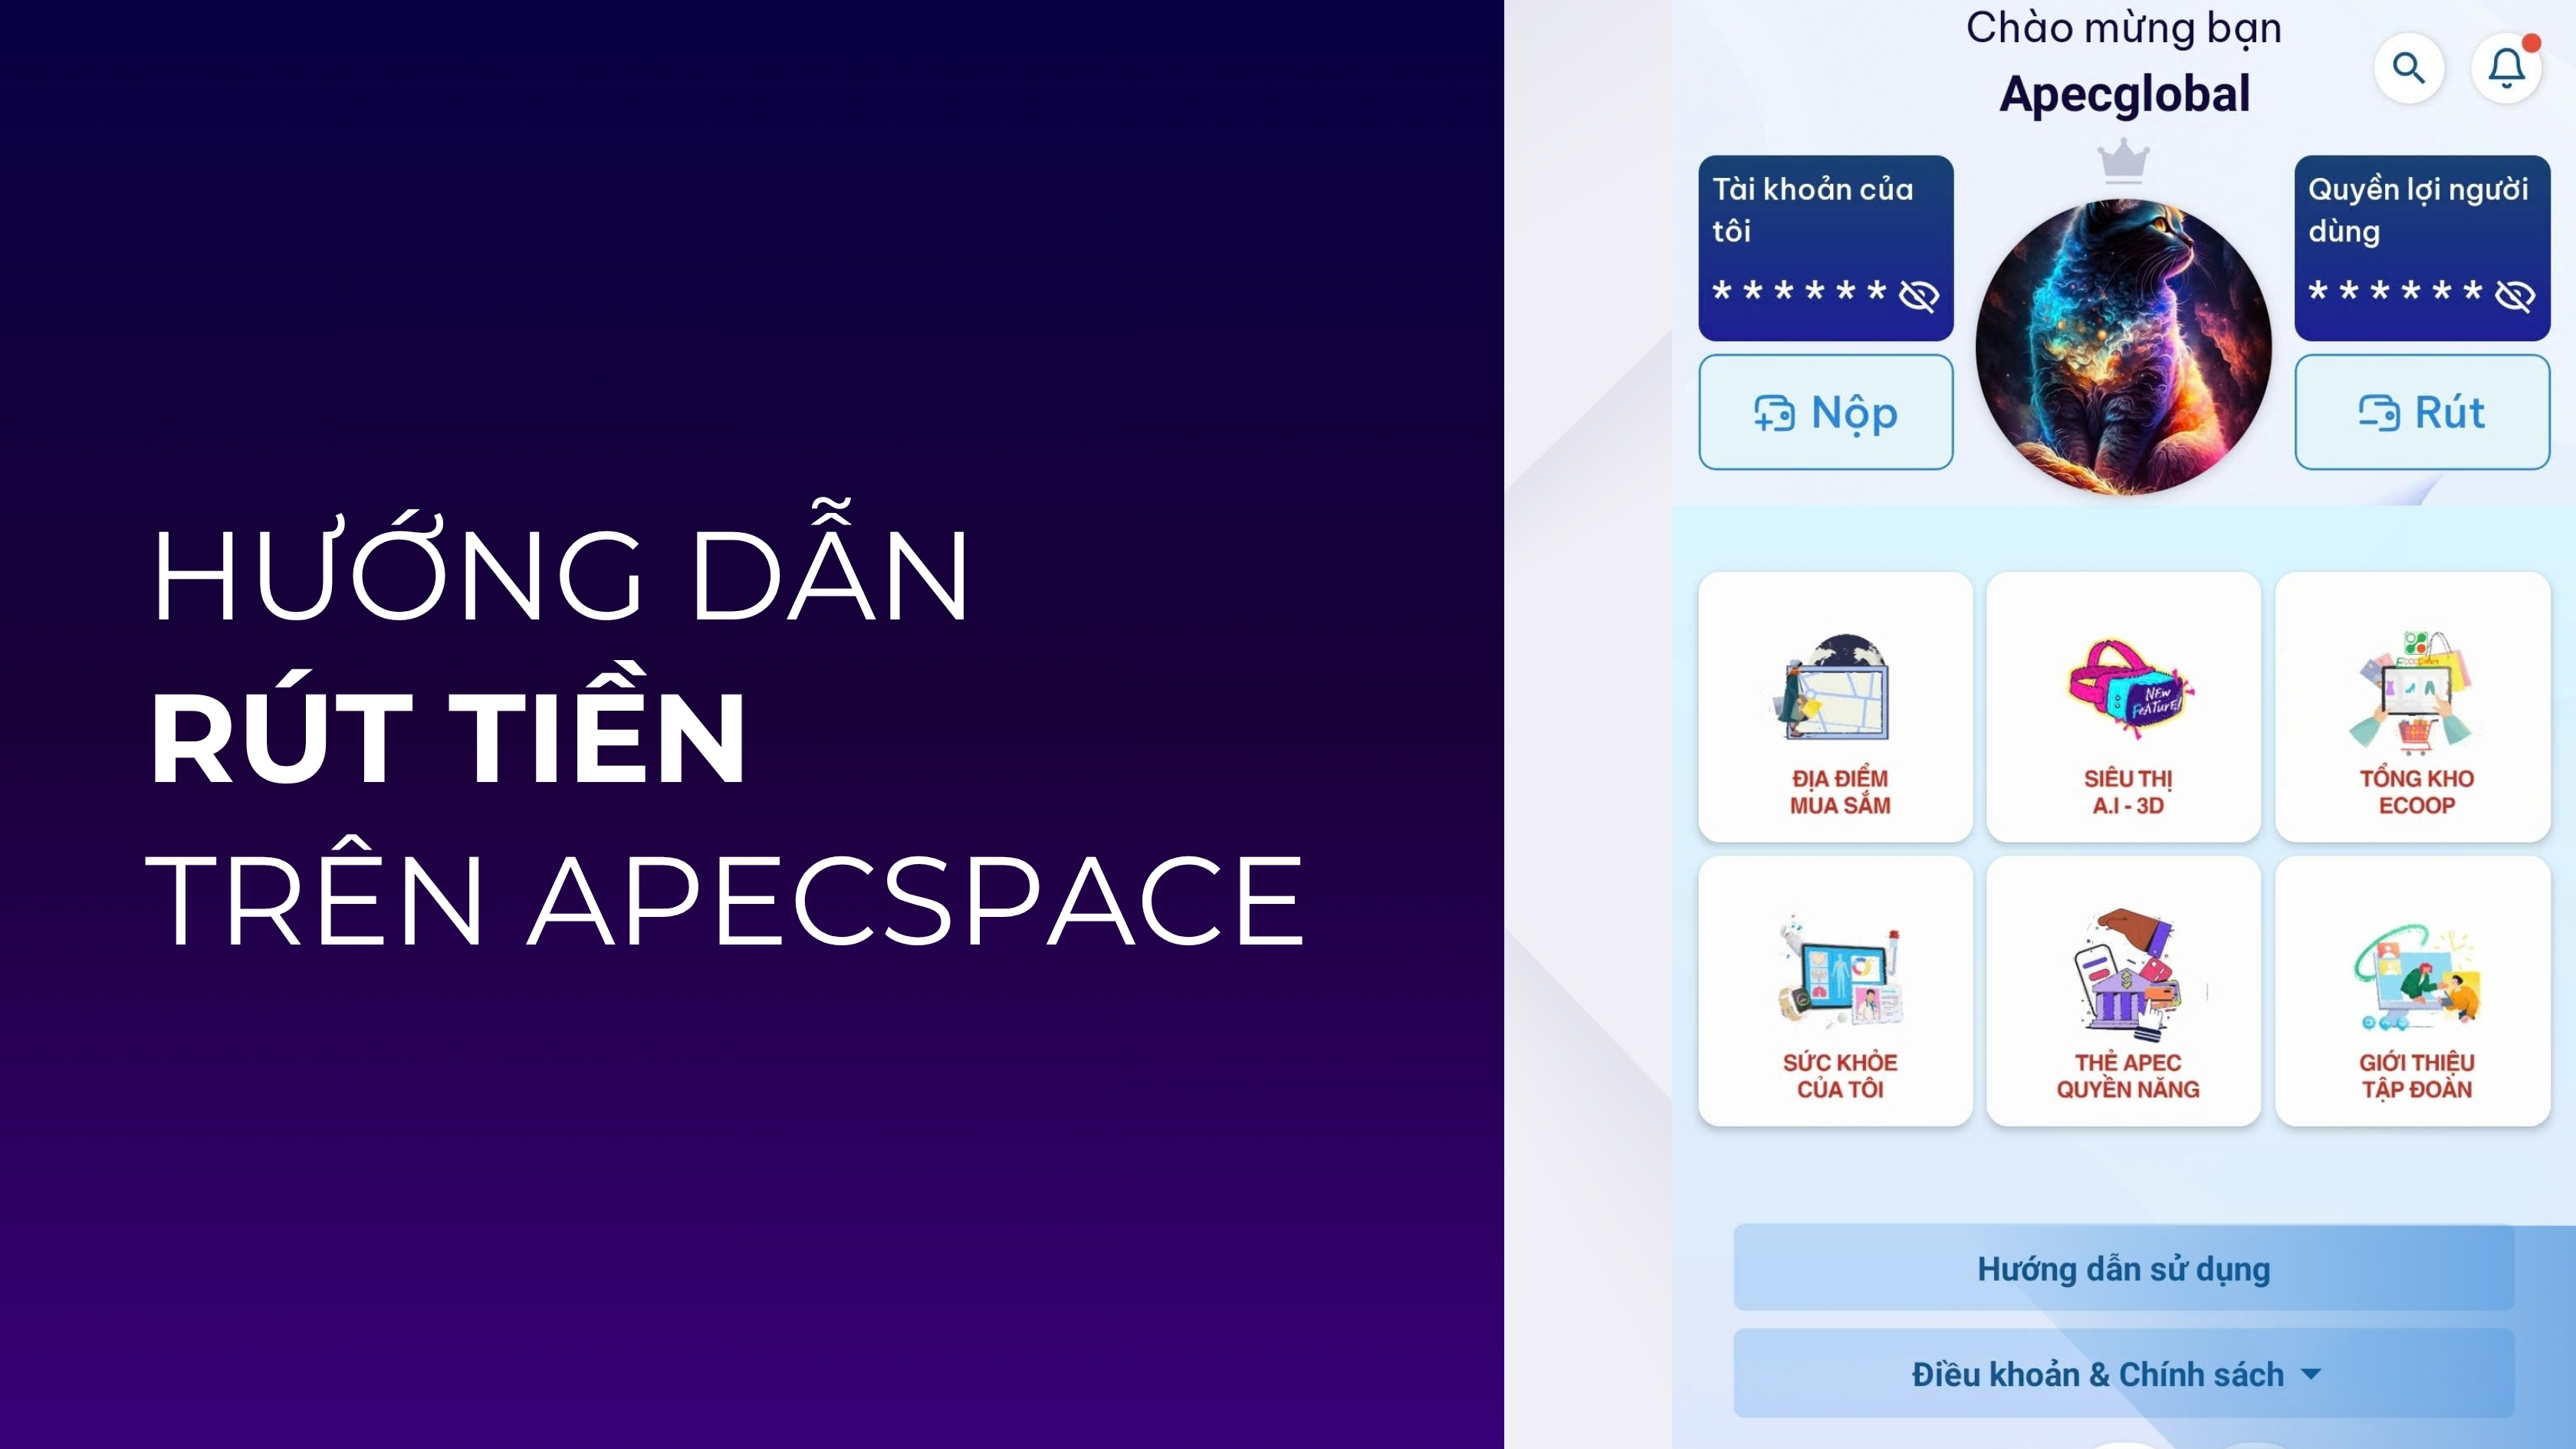 HƯỚNG DẪN
RÚT TIỀN
TRÊN APECSPACE
Chào mừng bạn
Apecglobal
Tài khoản của
tôi
******
Nộp
Quyền lợi người
dùng
******
Rút
NEW
FEATURE!
ĐỊA ĐIỂM
MUA SẮM
SIÊU THỊ
A.I - 3D
TỔNG KHO
ECOOP
SỨC KHỎE
CỦA TÔI
THẺ APEC
QUYỀN NĂNG
GIỚI THIỆU
TẬP ĐOÀN
Hướng dẫn sử dụng
Điều khoản & Chính sách